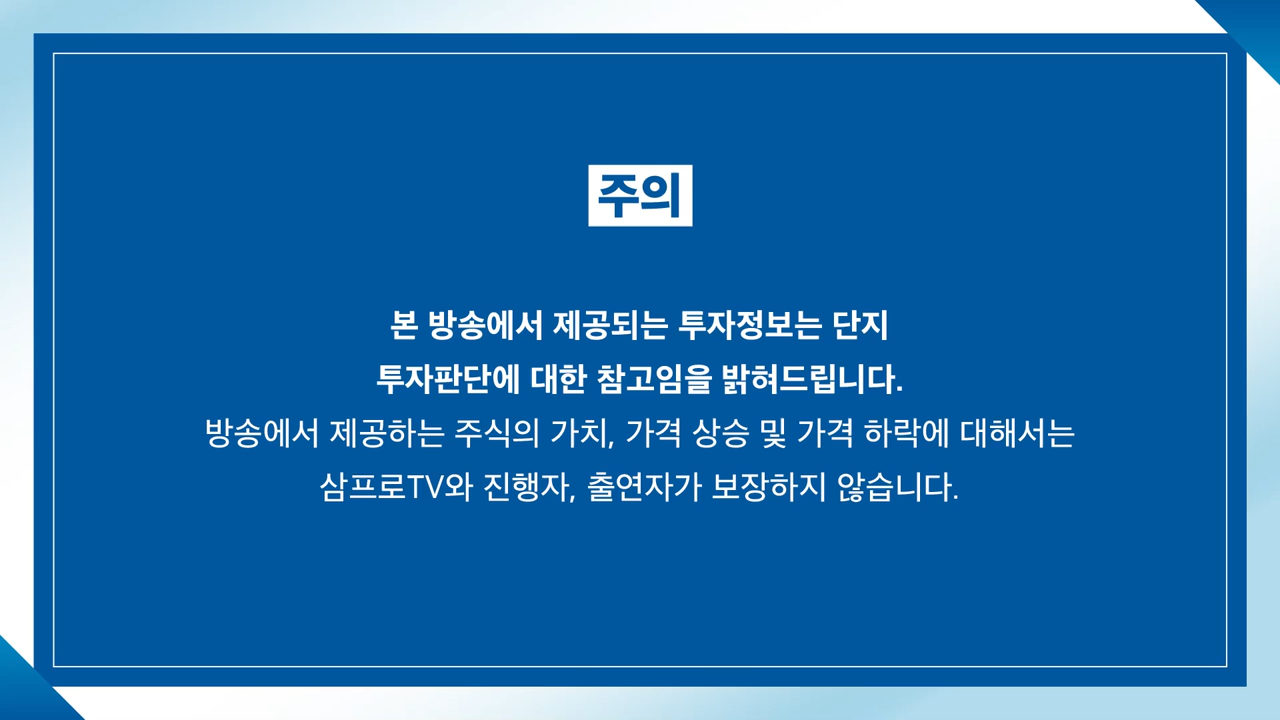 주의
본 방송에서 제공되는 투자정보는 단지
투자판단에 대한 참고임을 밝혀드립니다.
방송에서 제공하는 주식의 가치, 가격 상승 및 가격 하락에 대해서는
삼프로TV와 진행자, 출연자가 보장하지 않습니다.